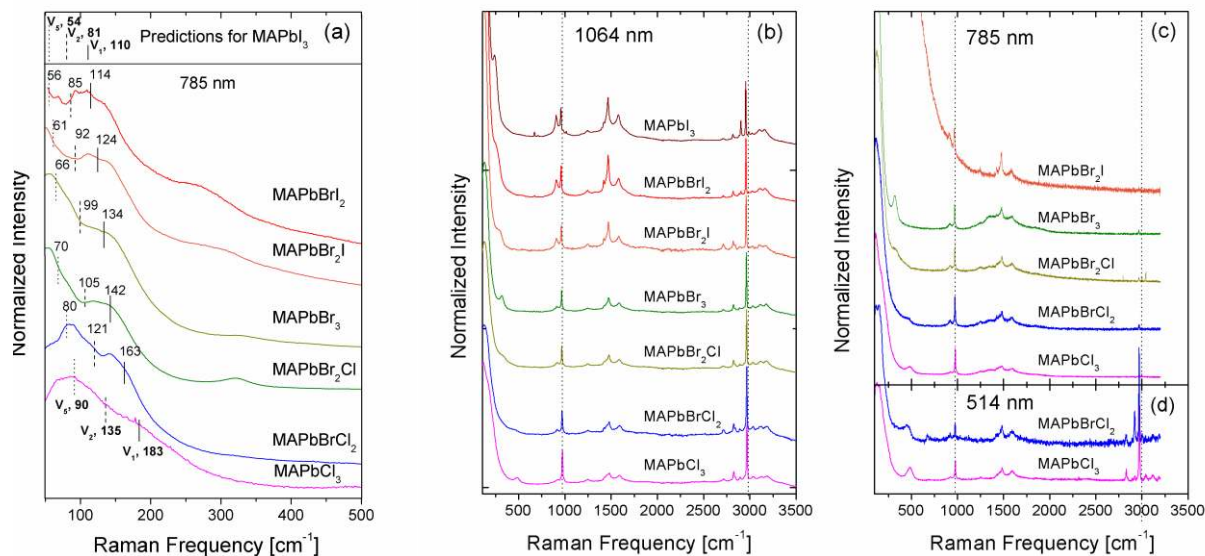 (a)
V₅, 54
V₂, 81
V₁, 110
Predictions for MAPbI₃
785 nm
56
85
114
61
92
124
66
99
134
70
105
142
80
121
163
V₅, 90
V₂, 135
V₁, 183
MAPbBrI₂
MAPbBr₂I
MAPbBr₃
MAPbBr₂Cl
MAPbBrCl₂
MAPbCl₃
Normalized Intensity
100 200 300 400 500
Raman Frequency [cm⁻¹]
(b)
1064 nm
MAPbI₃
MAPbBrI₂
MAPbBr₂I
MAPbBr₃
MAPbBr₂Cl
MAPbBrCl₂
MAPbCl₃
Normalized Intensity
500 1000 1500 2000 2500 3000 3500
Raman Frequency [cm⁻¹]
(c)
785 nm
MAPbBr₂I
MAPbBr₃
MAPbBr₂Cl
MAPbBrCl₂
MAPbCl₃
514 nm
(d)
MAPbBrCl₂
MAPbCl₃
Normalized Intensity
0 500 1000 1500 2000 2500 3000 3500
Raman Frequency [cm⁻¹]